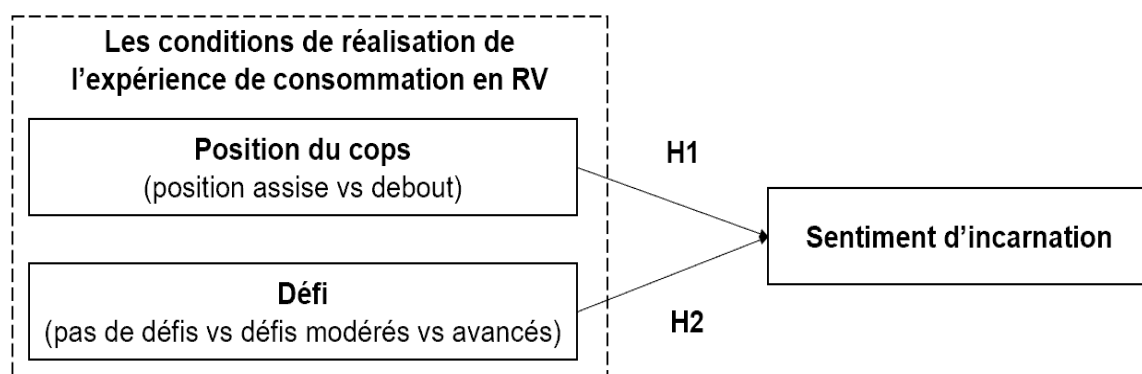 Les conditions de réalisation de
l'expérience de consommation en RV
Position du cops
(position assise vs debout)
H1
Sentiment d'incarnation
Défi
(pas de défis vs défis modérés vs avancés)
H2